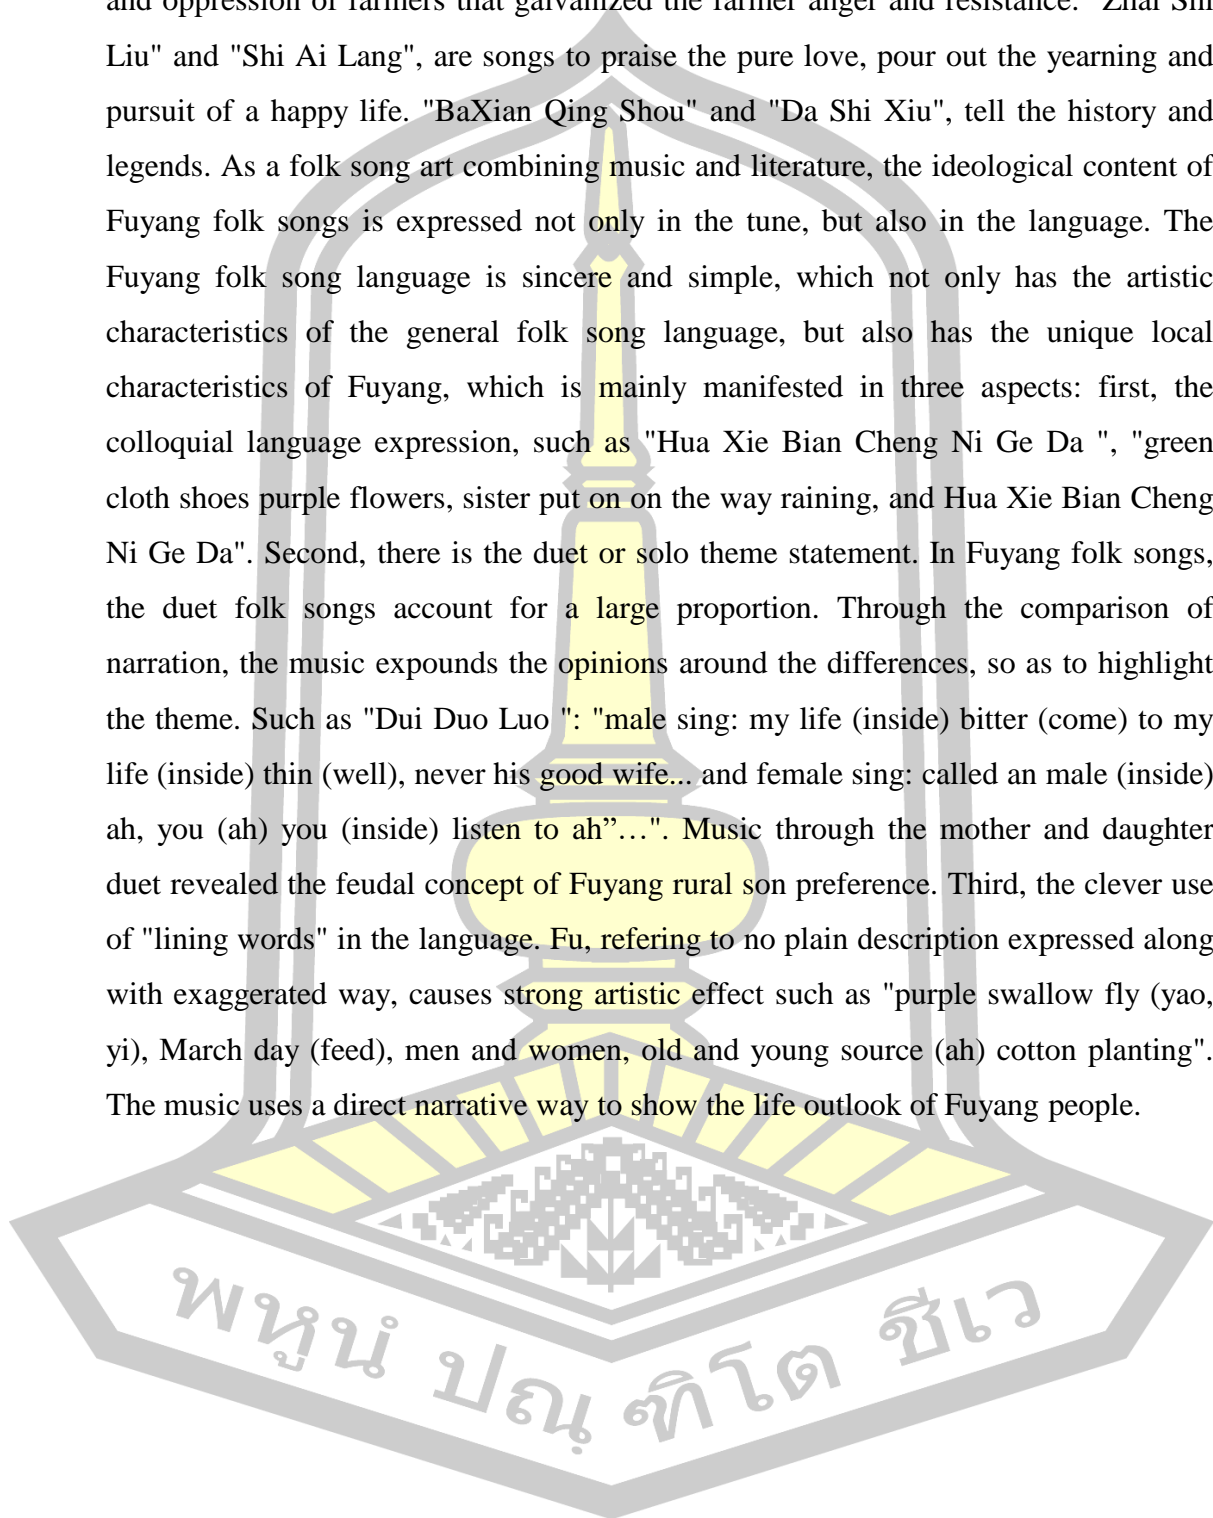 and oppression of farmers that galvanized the farmer anger and resistance. "Zhai Shi
Liu" and "Shi Ai Lang", are songs to praise the pure love, pour out the yearning and
pursuit of a happy life. "BaXian Qing Shou" and "Da Shi Xiu", tell the history and
legends. As a folk song art combining music and literature, the ideological content of
Fuyang folk songs is expressed not only in the tune, but also in the language. The
Fuyang folk song language is sincere and simple, which not only has the artistic
characteristics of the general folk song language, but also has the unique local
characteristics of Fuyang, which is mainly manifested in three aspects: first, the
colloquial language expression, such as "Hua Xie Bian Cheng Ni Ge Da ", "green
cloth shoes purple flowers, sister put on on the way raining, and Hua Xie Bian Cheng
Ni Ge Da". Second, there is the duet or solo theme statement. In Fuyang folk songs,
the duet folk songs account for a large proportion. Through the comparison of
narration, the music expounds the opinions around the differences, so as to highlight
the theme. Such as "Dui Duo Luo ": "male sing: my life (inside) bitter (come) to my
life (inside) thin (well), never his good wife... and female sing: called an male (inside)
ah, you (ah) you (inside) listen to ah”…". Music through the mother and daughter
duet revealed the feudal concept of Fuyang rural son preference. Third, the clever use
of "lining words" in the language. Fu, refering to no plain description expressed along
with exaggerated way, causes strong artistic effect such as "purple swallow fly (yao,
yi), March day (feed), men and women, old and young source (ah) cotton planting".
The music uses a direct narrative way to show the life outlook of Fuyang people.
พหูนํ ปณฺฑิโต ชีเว